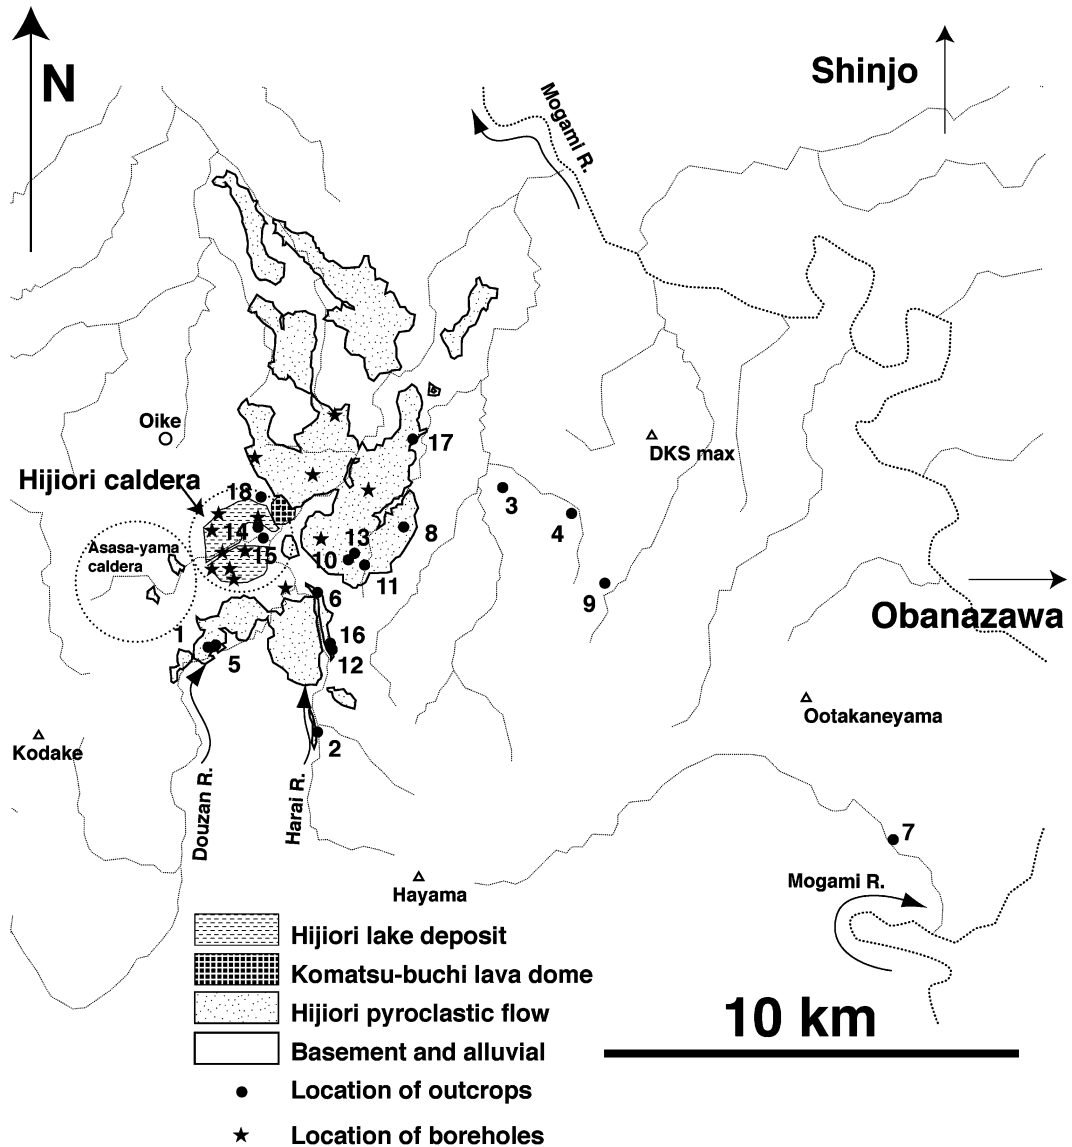 N
Shinjo
Mogami R.
Oike
17
DKS max
Hijiori caldera
18
3
4
14
13
8
Asasa-yama
caldera
15
10
11
9
6
Obanazawa
1
16
5
12
Ootakaneyama
Kodake
2
Douzan R.
Harai R.
7
Hayama
Mogami R.
Hijiori lake deposit
Komatsu-buchi lava dome
Hijiori pyroclastic flow
10 km
Basement and alluvial
Location of outcrops
Location of boreholes